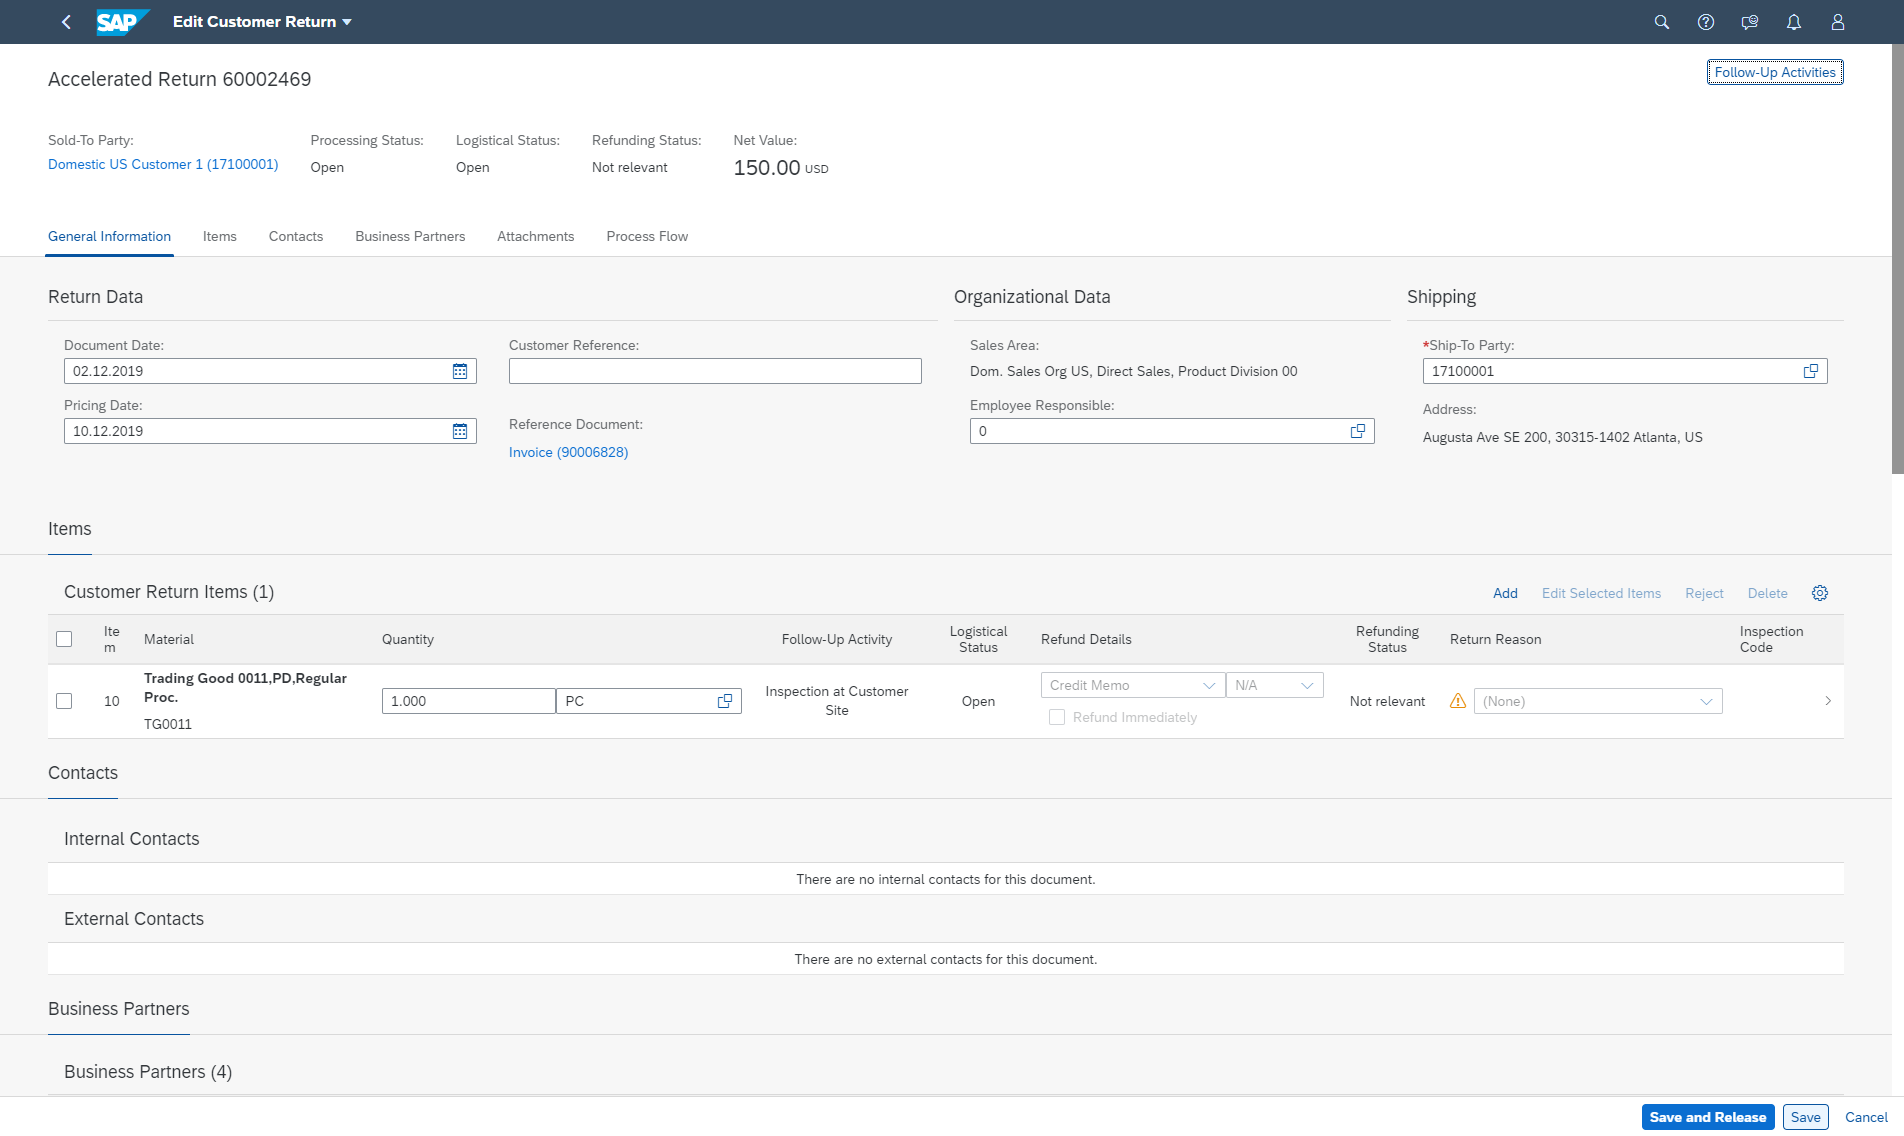 SAP Edit Customer Return
Accelerated Return 60002469
Follow-Up Activities
Sold-To Party:
Domestic US Customer 1 (17100001)
Processing Status:
Open
Logistical Status:
Open
Refunding Status:
Not relevant
Net Value:
150.00 USD
General Information Items Contacts Business Partners Attachments Process Flow
Return Data
Document Date:
02.12.2019
Pricing Date:
10.12.2019
Customer Reference:
Reference Document:
Invoice (90006828)
Organizational Data
Sales Area:
Dom. Sales Org US, Direct Sales, Product Division 00
Employee Responsible:
0
Shipping
*Ship-To Party:
17100001
Address:
Augusta Ave SE 200, 30315-1402 Atlanta, US
Items
Customer Return Items (1)
Add Edit Selected Items Reject Delete
Ite
m
Material
Quantity
Follow-Up Activity
Logistical
Status
Refund Details
Refunding
Status
Return Reason
Inspection
Code
10
Trading Good 0011,PD,Regular
Proc.
TG0011
1.000
PC
Inspection at Customer
Site
Open
Credit Memo
N/A
Refund Immediately
Not relevant
(None)
Contacts
Internal Contacts
There are no internal contacts for this document.
External Contacts
There are no external contacts for this document.
Business Partners
Business Partners (4)
Save and Release Save Cancel